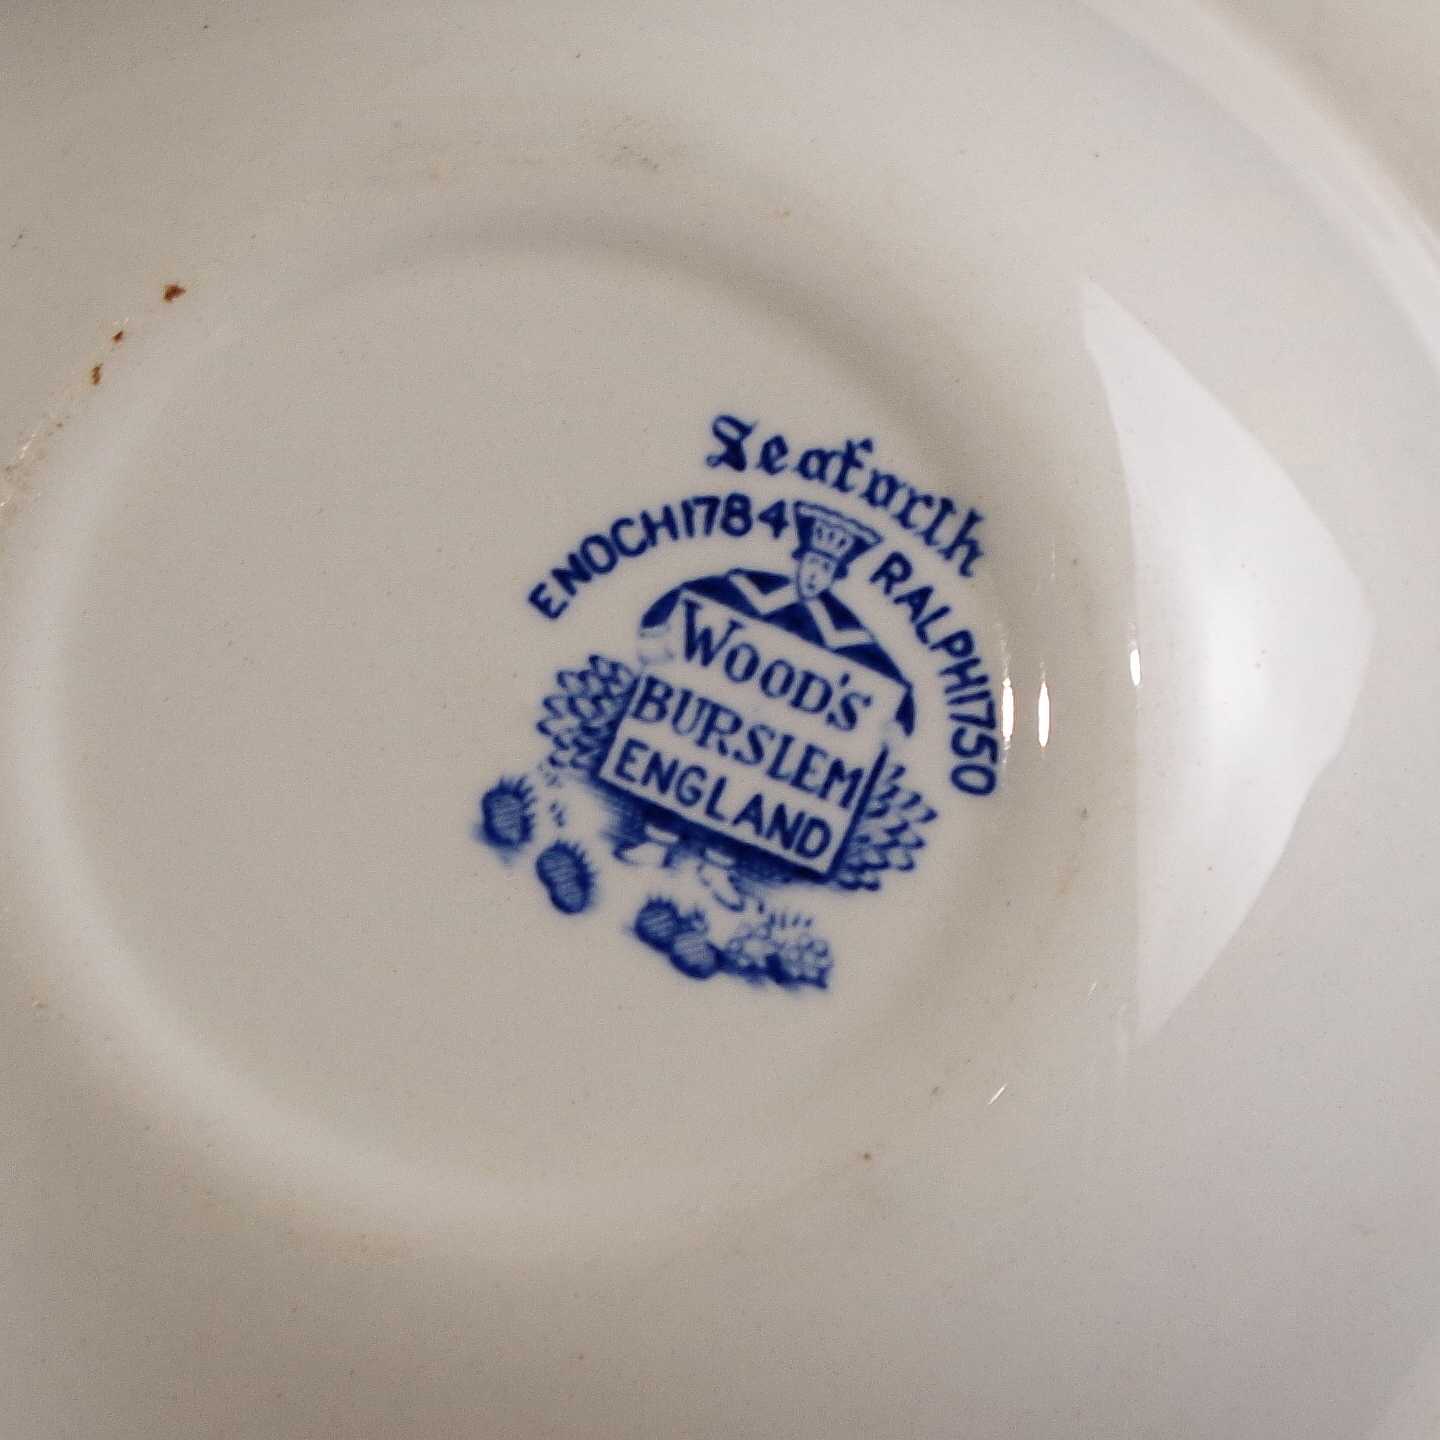 Seaforth
ENOCH 1784 RALPH 1750
WOOD'S
BURSLEM
ENGLAND